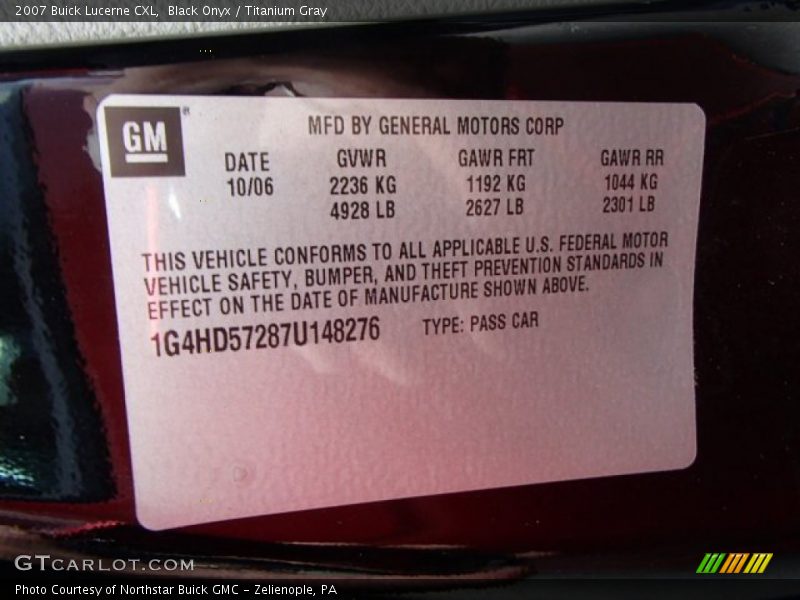 2007 Buick Lucerne CXL,  Black Onyx / Titanium Gray
GM®
MFD BY GENERAL MOTORS CORP
DATE GVWR GAWR FRT GAWR RR
10/06 2236 KG 1192 KG 1044 KG
4928 LB 2627 LB 2301 LB
THIS VEHICLE CONFORMS TO ALL APPLICABLE U.S. FEDERAL MOTOR
VEHICLE SAFETY, BUMPER, AND THEFT PREVENTION STANDARDS IN
EFFECT ON THE DATE OF MANUFACTURE SHOWN ABOVE.
1G4HD57287U148276 TYPE: PASS CAR
GTCARLOT.COM
Photo Courtesy of Northstar Buick GMC – Zelienople, PA